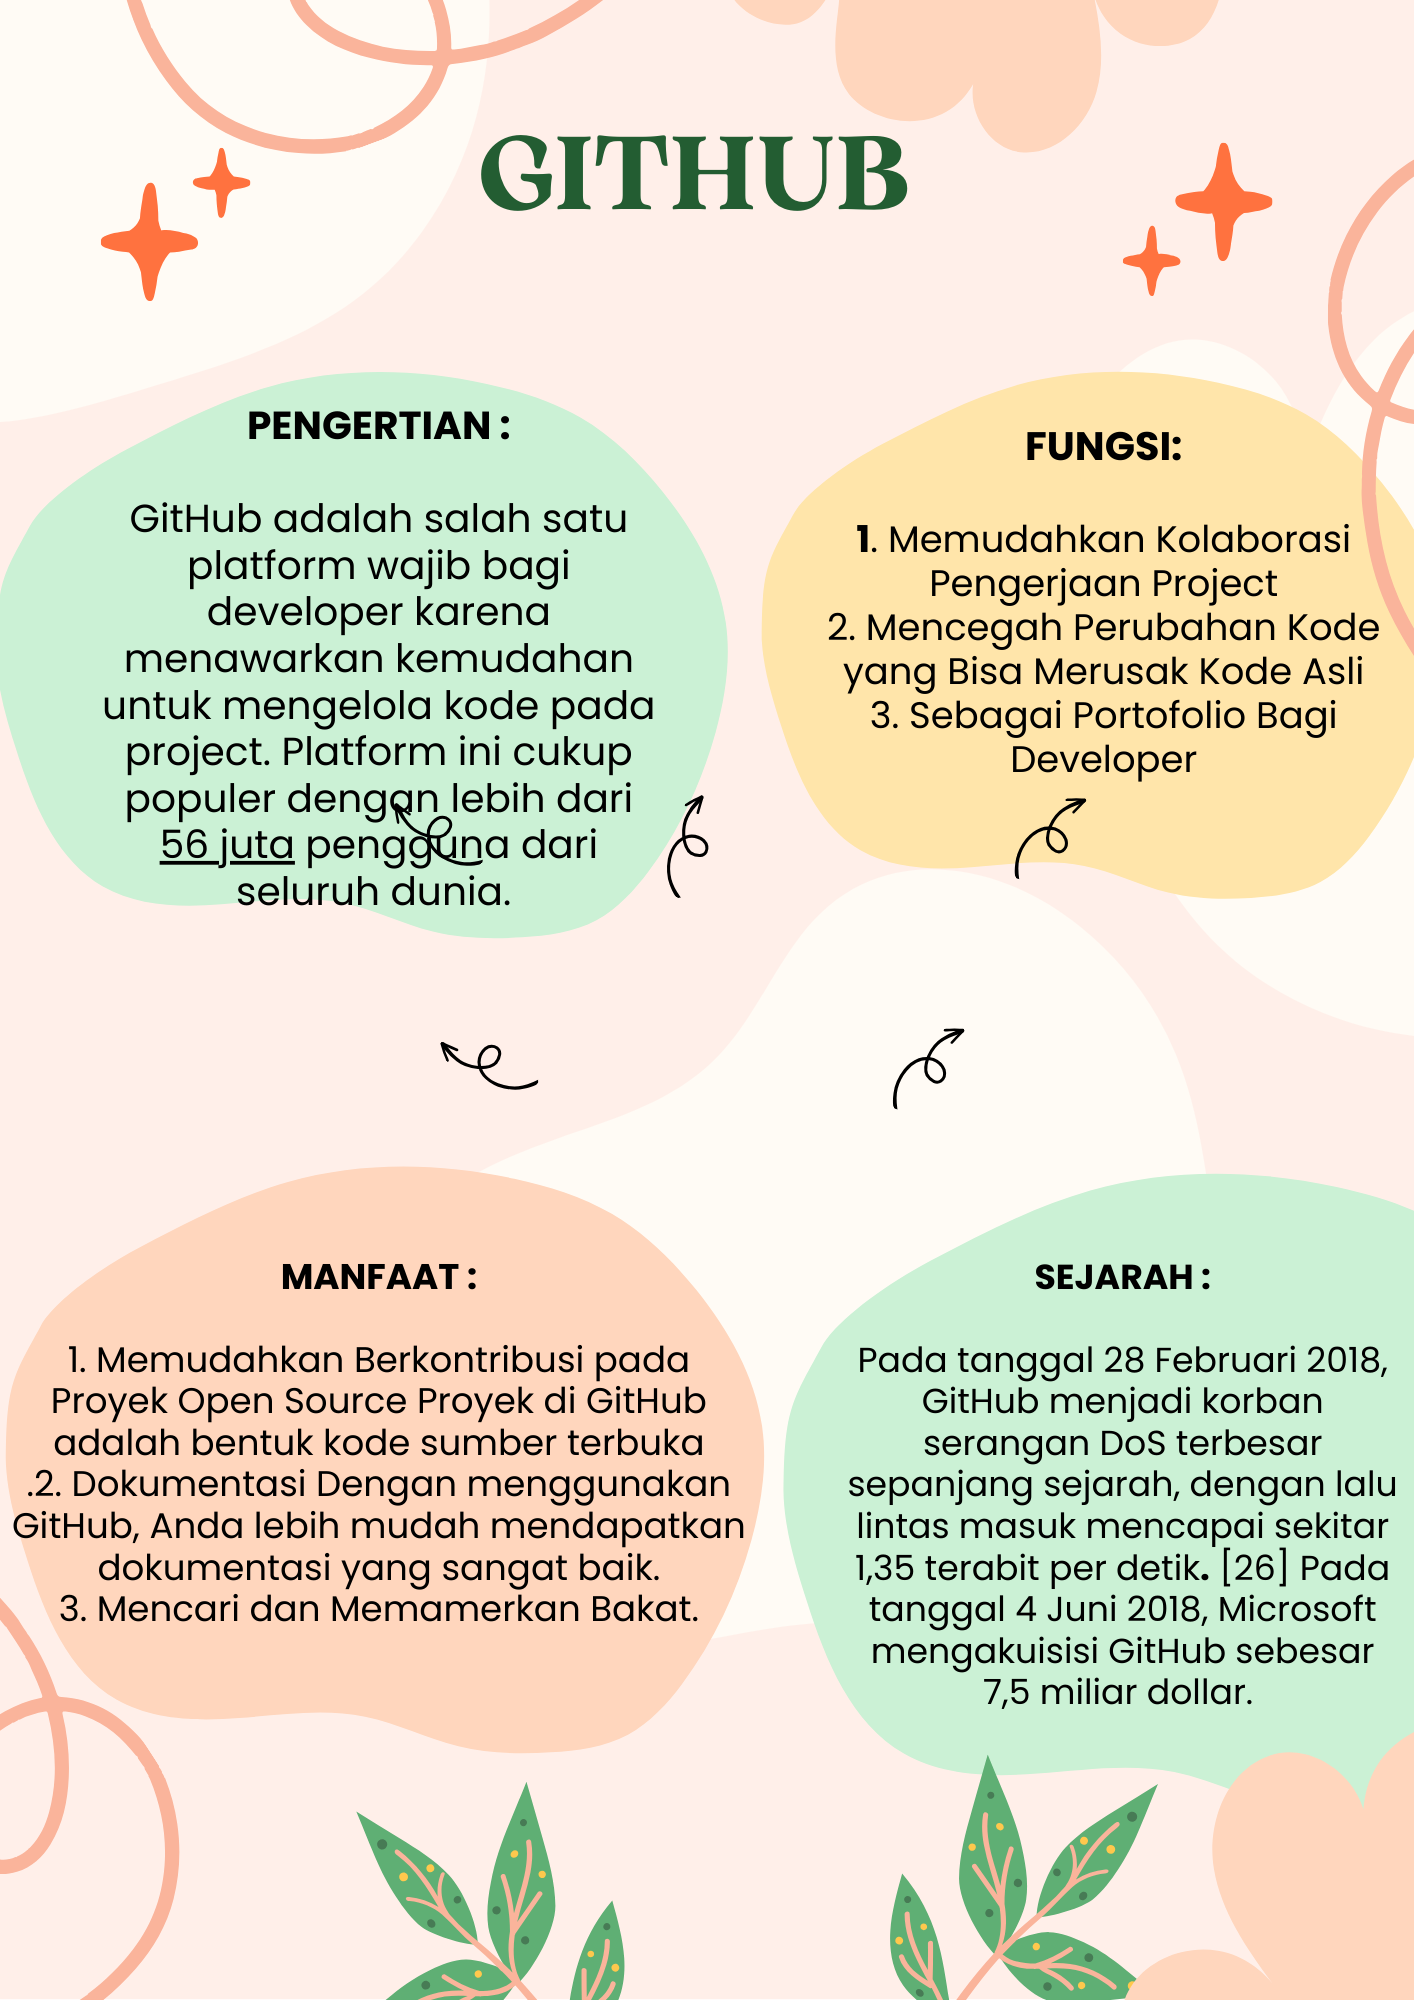 GITHUB
PENGERTIAN :
GitHub adalah salah satu
platform wajib bagi
developer karena
menawarkan kemudahan
untuk mengelola kode pada
project. Platform ini cukup
populer dengan lebih dari
56 juta pengguna dari
seluruh dunia.
FUNGSI:
1. Memudahkan Kolaborasi
Pengerjaan Project
2. Mencegah Perubahan Kode
yang Bisa Merusak Kode Asli
3. Sebagai Portofolio Bagi
Developer
MANFAAT :
1. Memudahkan Berkontribusi pada
Proyek Open Source Proyek di GitHub
adalah bentuk kode sumber terbuka
.2. Dokumentasi Dengan menggunakan
GitHub, Anda lebih mudah mendapatkan
dokumentasi yang sangat baik.
3. Mencari dan Memamerkan Bakat.
SEJARAH :
Pada tanggal 28 Februari 2018,
GitHub menjadi korban
serangan DoS terbesar
sepanjang sejarah, dengan lalu
lintas masuk mencapai sekitar
1,35 terabit per detik. [26] Pada
tanggal 4 Juni 2018, Microsoft
mengakuisisi GitHub sebesar
7,5 miliar dollar.